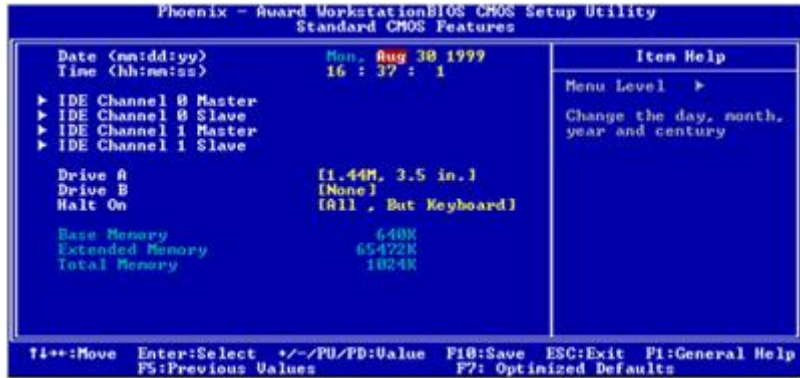 Phoenix - Award WorkstationBIOS CMOS Setup Utility
Standard CMOS Features
Date (mm:dd:yy) Mon, Aug 30 1999
Time (hh:mm:ss) 16 : 37 : 1
► IDE Channel 0 Master
► IDE Channel 0 Slave
► IDE Channel 1 Master
► IDE Channel 1 Slave
Drive A [1.44M, 3.5 in.]
Drive B [None]
Halt On [All , But Keyboard]
Base Memory 640K
Extended Memory 65472K
Total Memory 1024K
Item Help
Menu Level ►
Change the day, month,
year and century
↑↓→←:Move Enter:Select +/-/PU/PD:Value F10:Save ESC:Exit F1:General Help
F5:Previous Values F7: Optimized Defaults